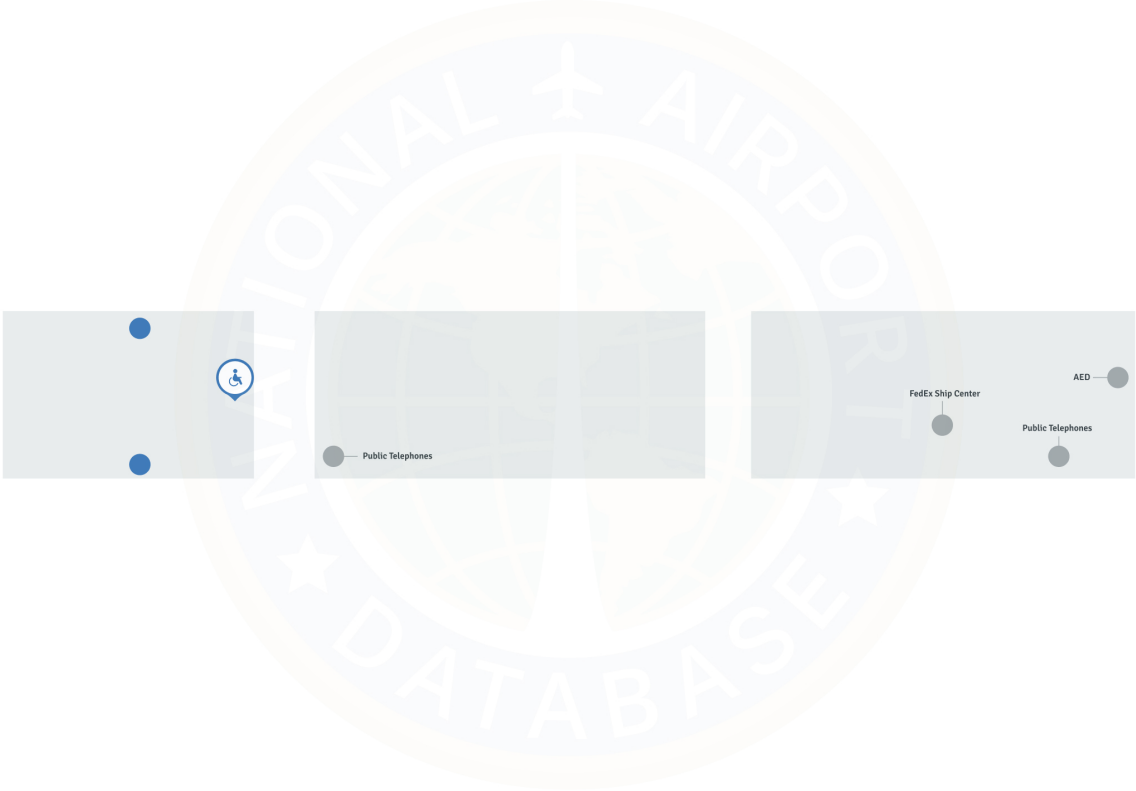 NATIONAL AIRPORT
DATABASE
AED
FedEx Ship Center
Public Telephones
Public Telephones